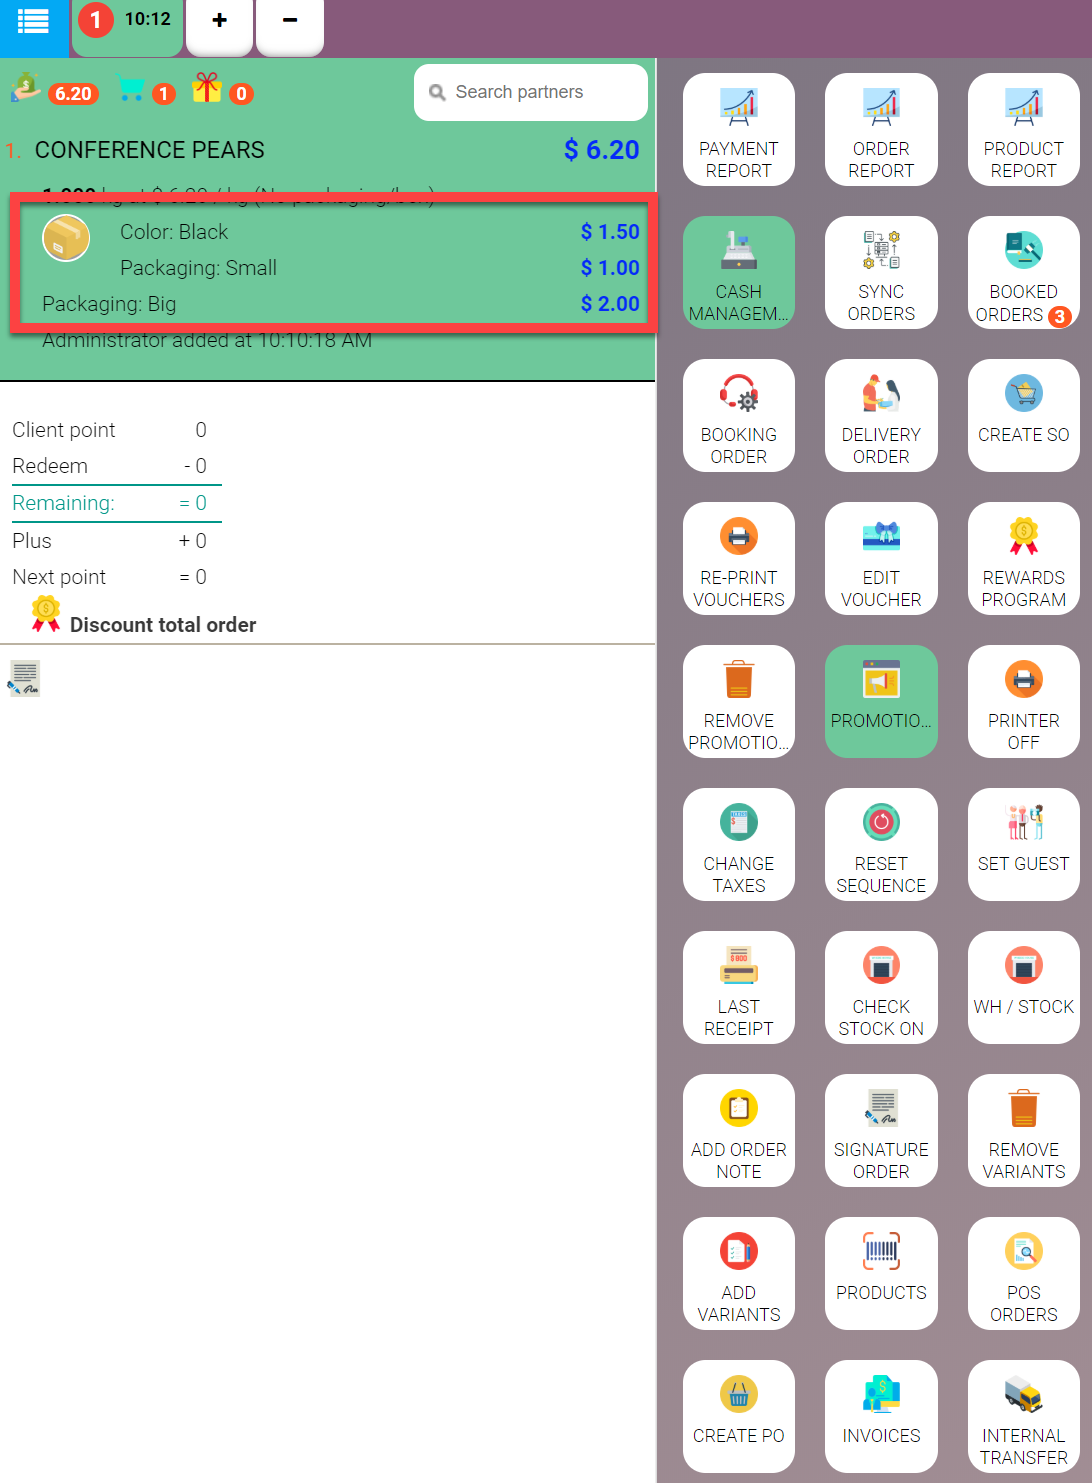 1 10:12 + −
6.20 1 0 Search partners
1. CONFERENCE PEARS $ 6.20
Color: Black $ 1.50
Packaging: Small $ 1.00
Packaging: Big $ 2.00
Administrator added at 10:10:18 AM
Client point 0
Redeem - 0
Remaining: = 0
Plus + 0
Next point = 0
Discount total order
PAYMENT
REPORT
ORDER
REPORT
PRODUCT
REPORT
CASH
MANAGEM...
SYNC
ORDERS
BOOKED
ORDERS 3
BOOKING
ORDER
DELIVERY
ORDER
CREATE SO
RE-PRINT
VOUCHERS
EDIT
VOUCHER
REWARDS
PROGRAM
REMOVE
PROMOTIO...
PROMOTIO...
PRINTER
OFF
CHANGE
TAXES
RESET
SEQUENCE
SET GUEST
LAST
RECEIPT
CHECK
STOCK ON
WH / STOCK
ADD ORDER
NOTE
SIGNATURE
ORDER
REMOVE
VARIANTS
ADD
VARIANTS
PRODUCTS
POS
ORDERS
CREATE PO
INVOICES
INTERNAL
TRANSFER